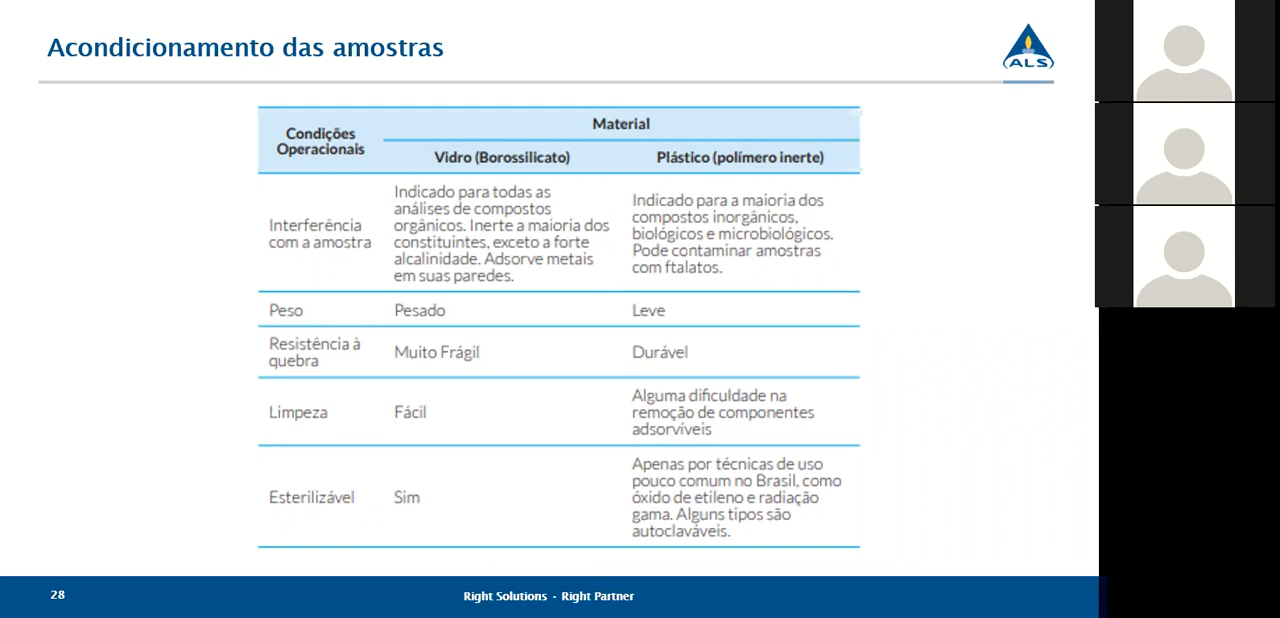 Acondicionamento das amostras
ALS
Condições
Operacionais
Material
Vidro (Borossilicato)
Plástico (polímero inerte)
Interferência
com a amostra
Indicado para todas as
análises de compostos
orgânicos. Inerte a maioria dos
constituintes, exceto a forte
alcalinidade. Adsorve metais
em suas paredes.
Indicado para a maioria dos
compostos inorgânicos,
biológicos e microbiológicos.
Pode contaminar amostras
com ftalatos.
Peso
Pesado
Leve
Resistência à
quebra
Muito Frágil
Durável
Limpeza
Fácil
Alguma dificuldade na
remoção de componentes
adsorvíveis
Esterilizável
Sim
Apenas por técnicas de uso
pouco comum no Brasil, como
óxido de etileno e radiação
gama. Alguns tipos são
autoclaváveis.
28
Right Solutions - Right Partner